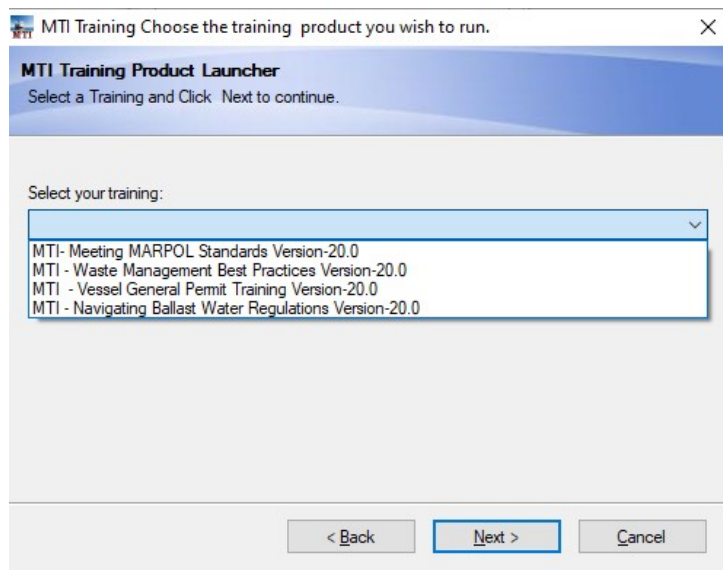 MTI
MTI Training Choose the training product you wish to run.
MTI Training Product Launcher
Select a Training and Click Next to continue.
Select your training:
MTI- Meeting MARPOL Standards Version-20.0
MTI - Waste Management Best Practices Version-20.0
MTI - Vessel General Permit Training Version-20.0
MTI - Navigating Ballast Water Regulations Version-20.0
< Back
Next >
Cancel